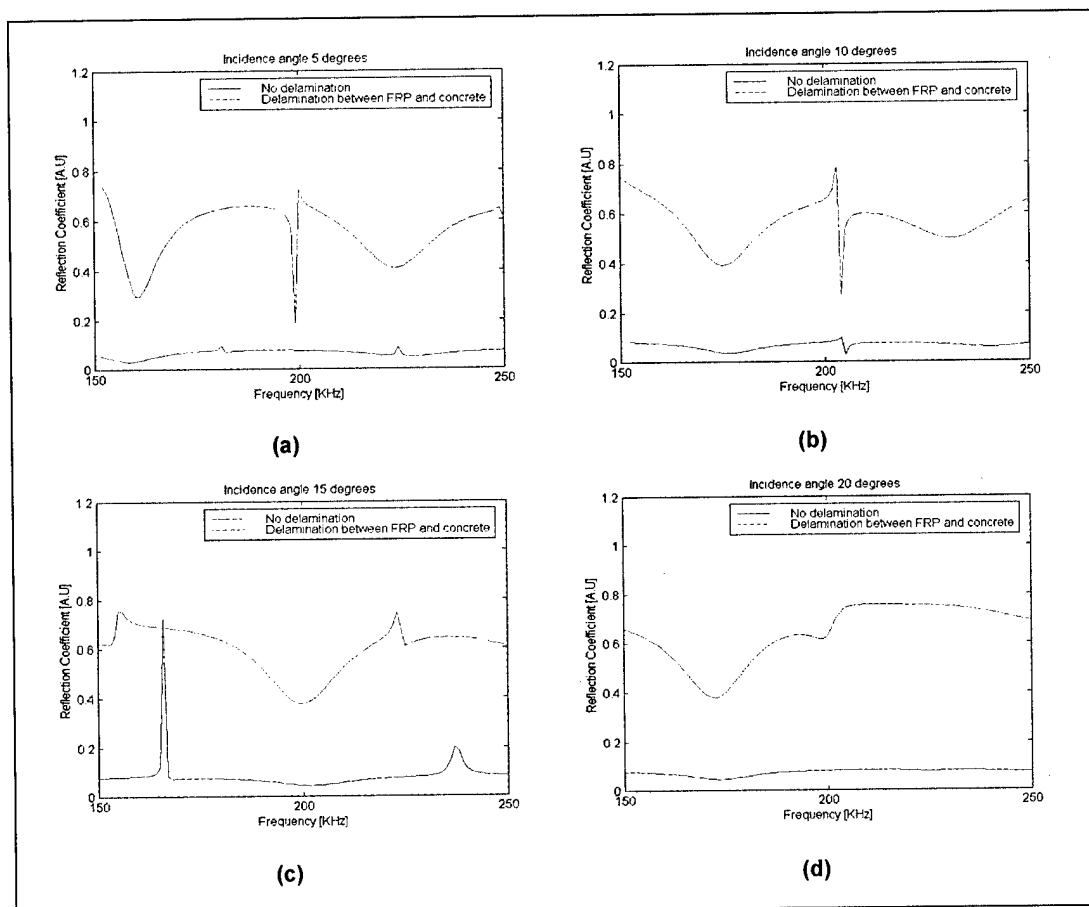 Incidence angle 5 degrees
1.2
No delamination
Delamination between FRP and concrete
1
0.8
0.6
0.4
0.2
0
Reflection Coefficient [A.U]
150
200
250
Frequency [KHz]
(a)
Incidence angle 10 degrees
1.2
No delamination
Delamination between FRP and concrete
1
0.8
0.6
0.4
0.2
0
Reflection Coefficient [A.U]
150
200
250
Frequency [KHz]
(b)
Incidence angle 15 degrees
1.2
No delamination
Delamination between FRP and concrete
1
0.8
0.6
0.4
0.2
0
Reflection Coefficient [A.U]
150
200
250
Frequency [KHz]
(c)
Incidence angle 20 degrees
1.2
No delamination
Delamination between FRP and concrete
1
0.8
0.6
0.4
0.2
0
Reflection Coefficient [A.U]
150
200
250
Frequency [KHz]
(d)